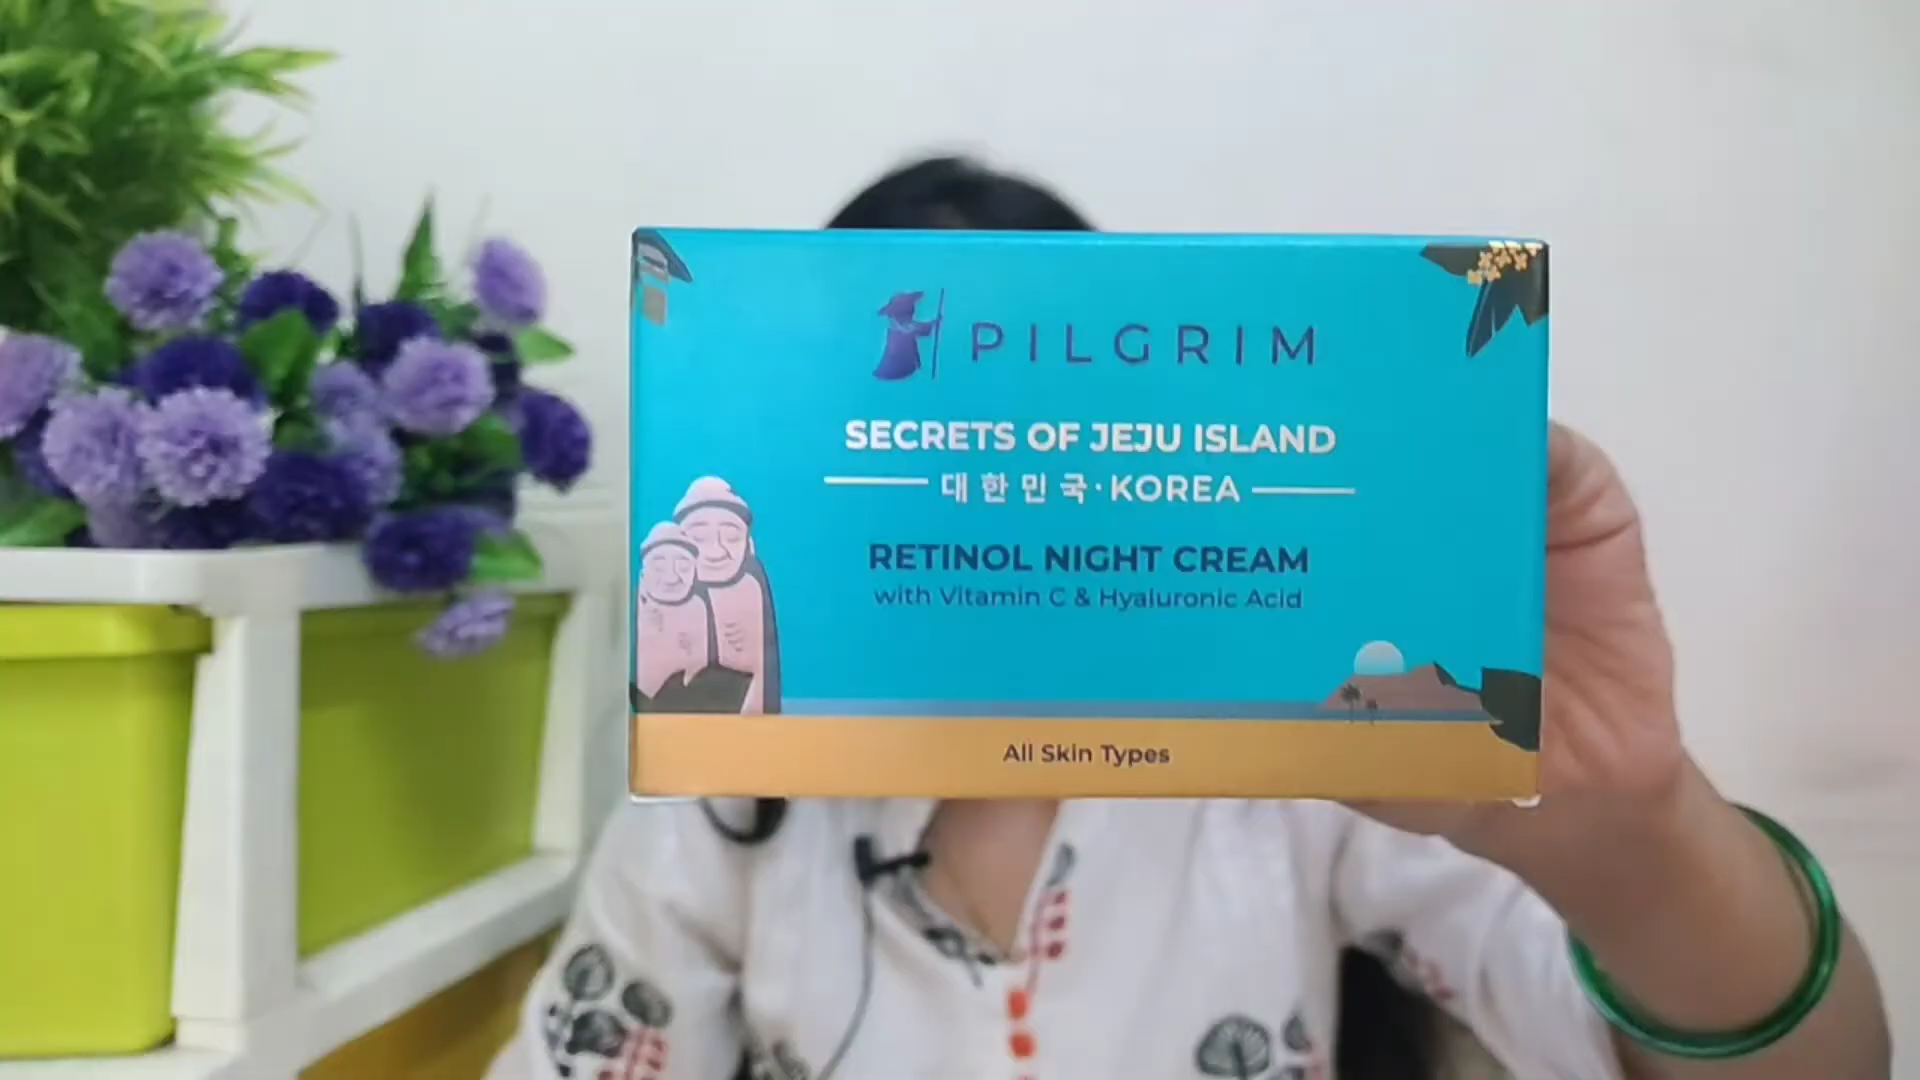 PILGRIM
SECRETS OF JEJU ISLAND
대한민국·KOREA
RETINOL NIGHT CREAM
with Vitamin C & Hyaluronic Acid
All Skin Types